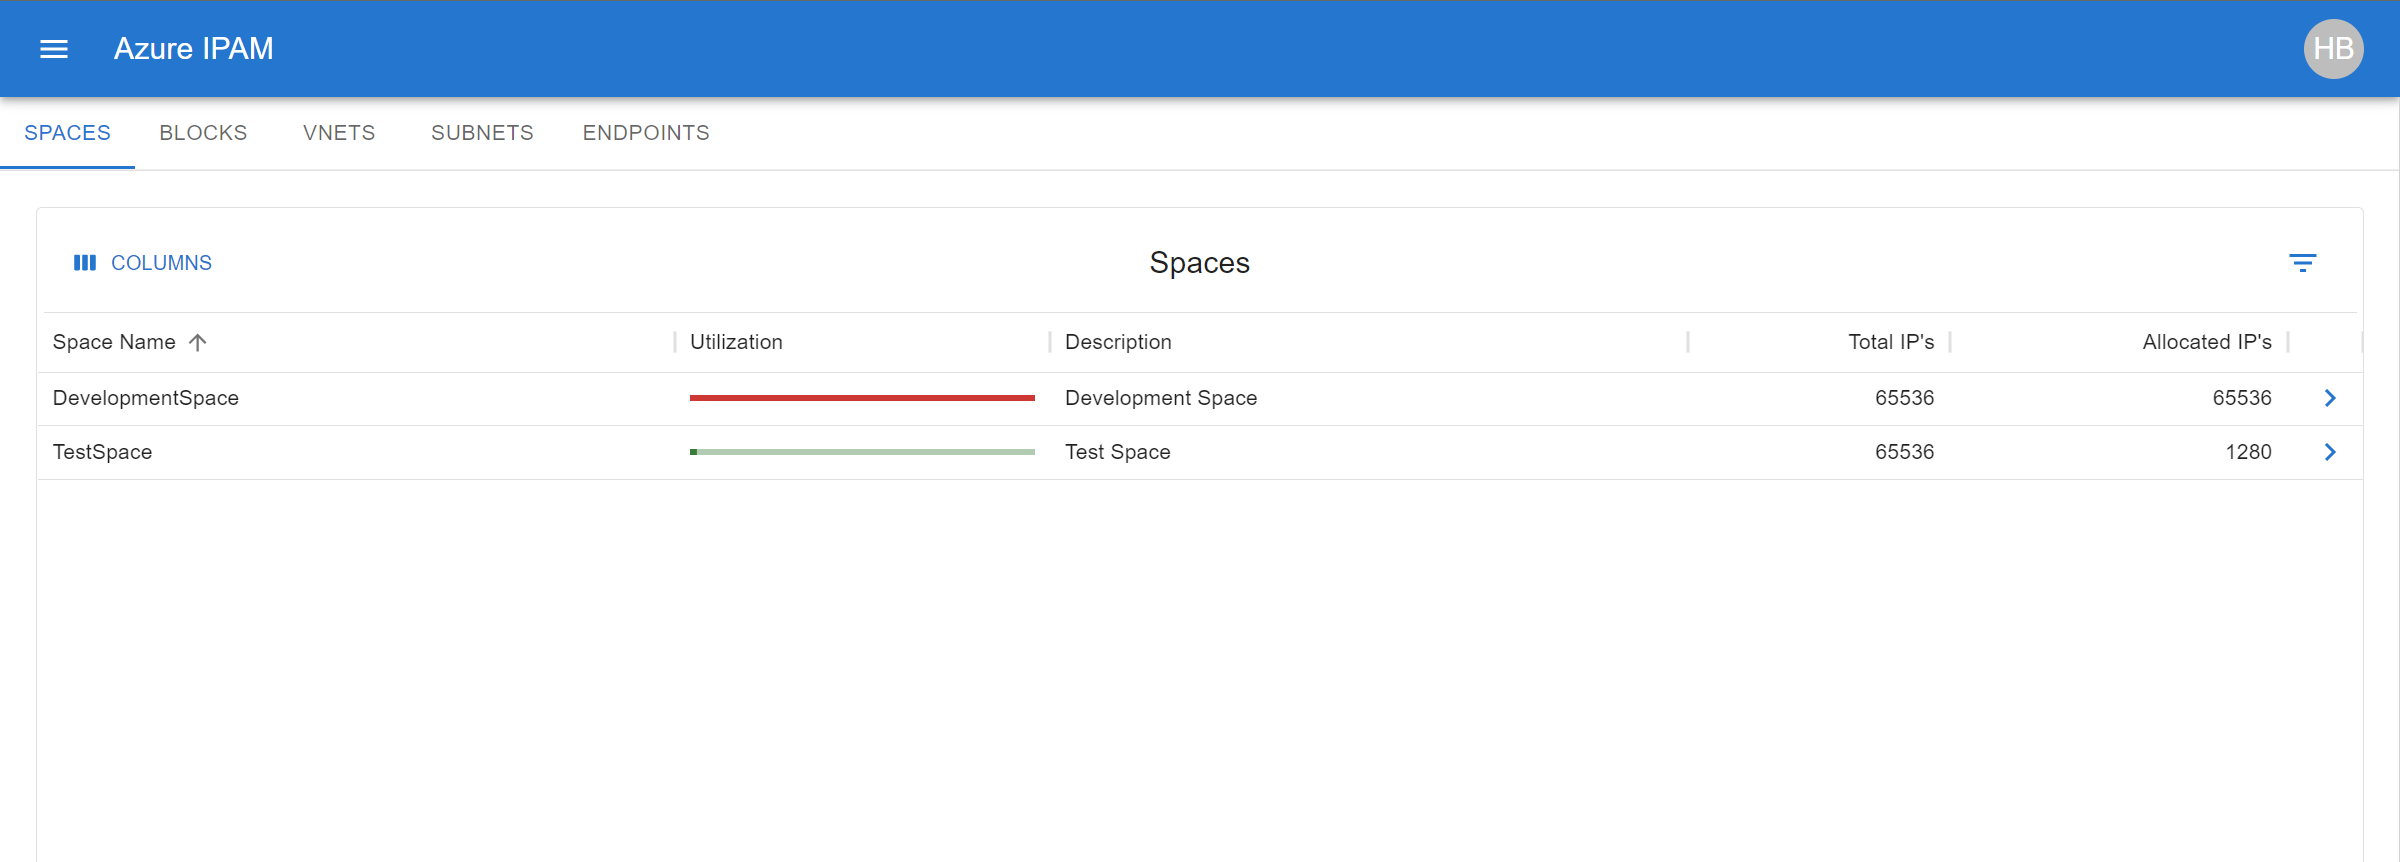 Azure IPAM
HB
SPACES BLOCKS VNETS SUBNETS ENDPOINTS
COLUMNS
Spaces
Space Name Utilization Description Total IP's Allocated IP's
DevelopmentSpace Development Space 65536 65536
TestSpace Test Space 65536 1280